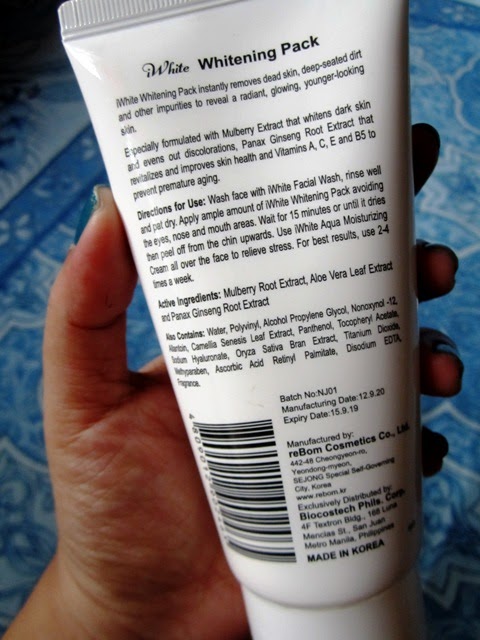 iWhite Whitening Pack
iWhite Whitening Pack instantly removes dead skin, deep-seated dirt
and other impurities to reveal a radiant, glowing, younger-looking
skin.
Especially formulated with Mulberry Extract that whitens dark skin
and evens out discolorations, Panax Ginseng Root Extract that
revitalizes and improves skin health and Vitamins A, C, E and B5 to
prevent premature aging.
Directions for Use: Wash face with iWhite Facial Wash, rinse well
and pat dry. Apply ample amount of iWhite Whitening Pack avoiding
the eyes, nose and mouth areas. Wait for 15 minutes or until it dries
then peel off from the chin upwards. Use iWhite Aqua Moisturizing
Cream all over the face to relieve stress. For best results, use 2-4
times a week.
Active Ingredients: Mulberry Root Extract, Aloe Vera Leaf Extract
and Panax Ginseng Root Extract
Also Contains: Water, Polyvinyl, Alcohol Propylene Glycol, Nonoxynol -12,
Allantoin, Camellia Senesis Leaf Extract, Panthenol, Tocopheryl Acetate,
Sodium Hyaluronate, Oryza Sativa Bran Extract, Titanium Dioxide,
Methyparaben, Ascorbic Acid Retinyl Palmilate, Disodium EDTA,
Fragrance.
Batch No:NJ01
Manufacturing Date:12.9.20
Expiry Date:15.9.19
Manufactured by:
reBom Cosmetics Co., Ltd.
442-48 Cheongyeon-ro,
Yeondong-myeon,
SEJONG Special Self-Governing
City, Korea
www.rebom.kr
Exclusively Distributed by:
Biocostech Phils. Corp.
4F Textron Bldg., 168 Luna
Mencias St., San Juan
Metro Manila, Philippines
MADE IN KOREA